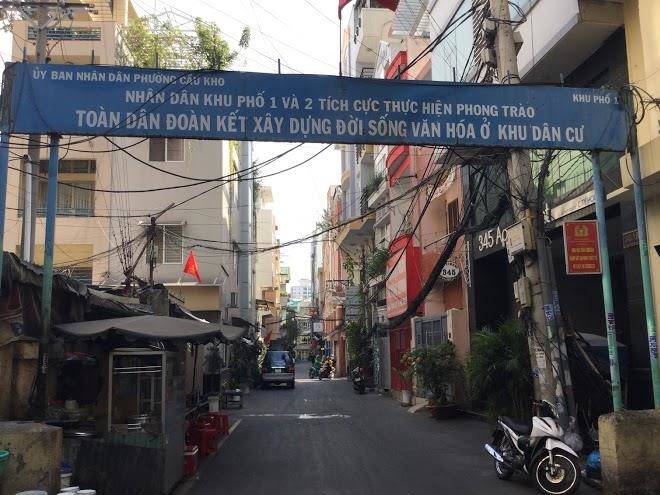 ỦY BAN NHÂN DÂN PHƯỜNG CẦU KHO
KHU PHỐ 1
NHÂN DÂN KHU PHỐ 1 VÀ 2 TÍCH CỰC THỰC HIỆN PHONG TRÀO
TOÀN DÂN ĐOÀN KẾT XÂY DỰNG ĐỜI SỐNG VĂN HÓA Ở KHU DÂN CƯ
345
345